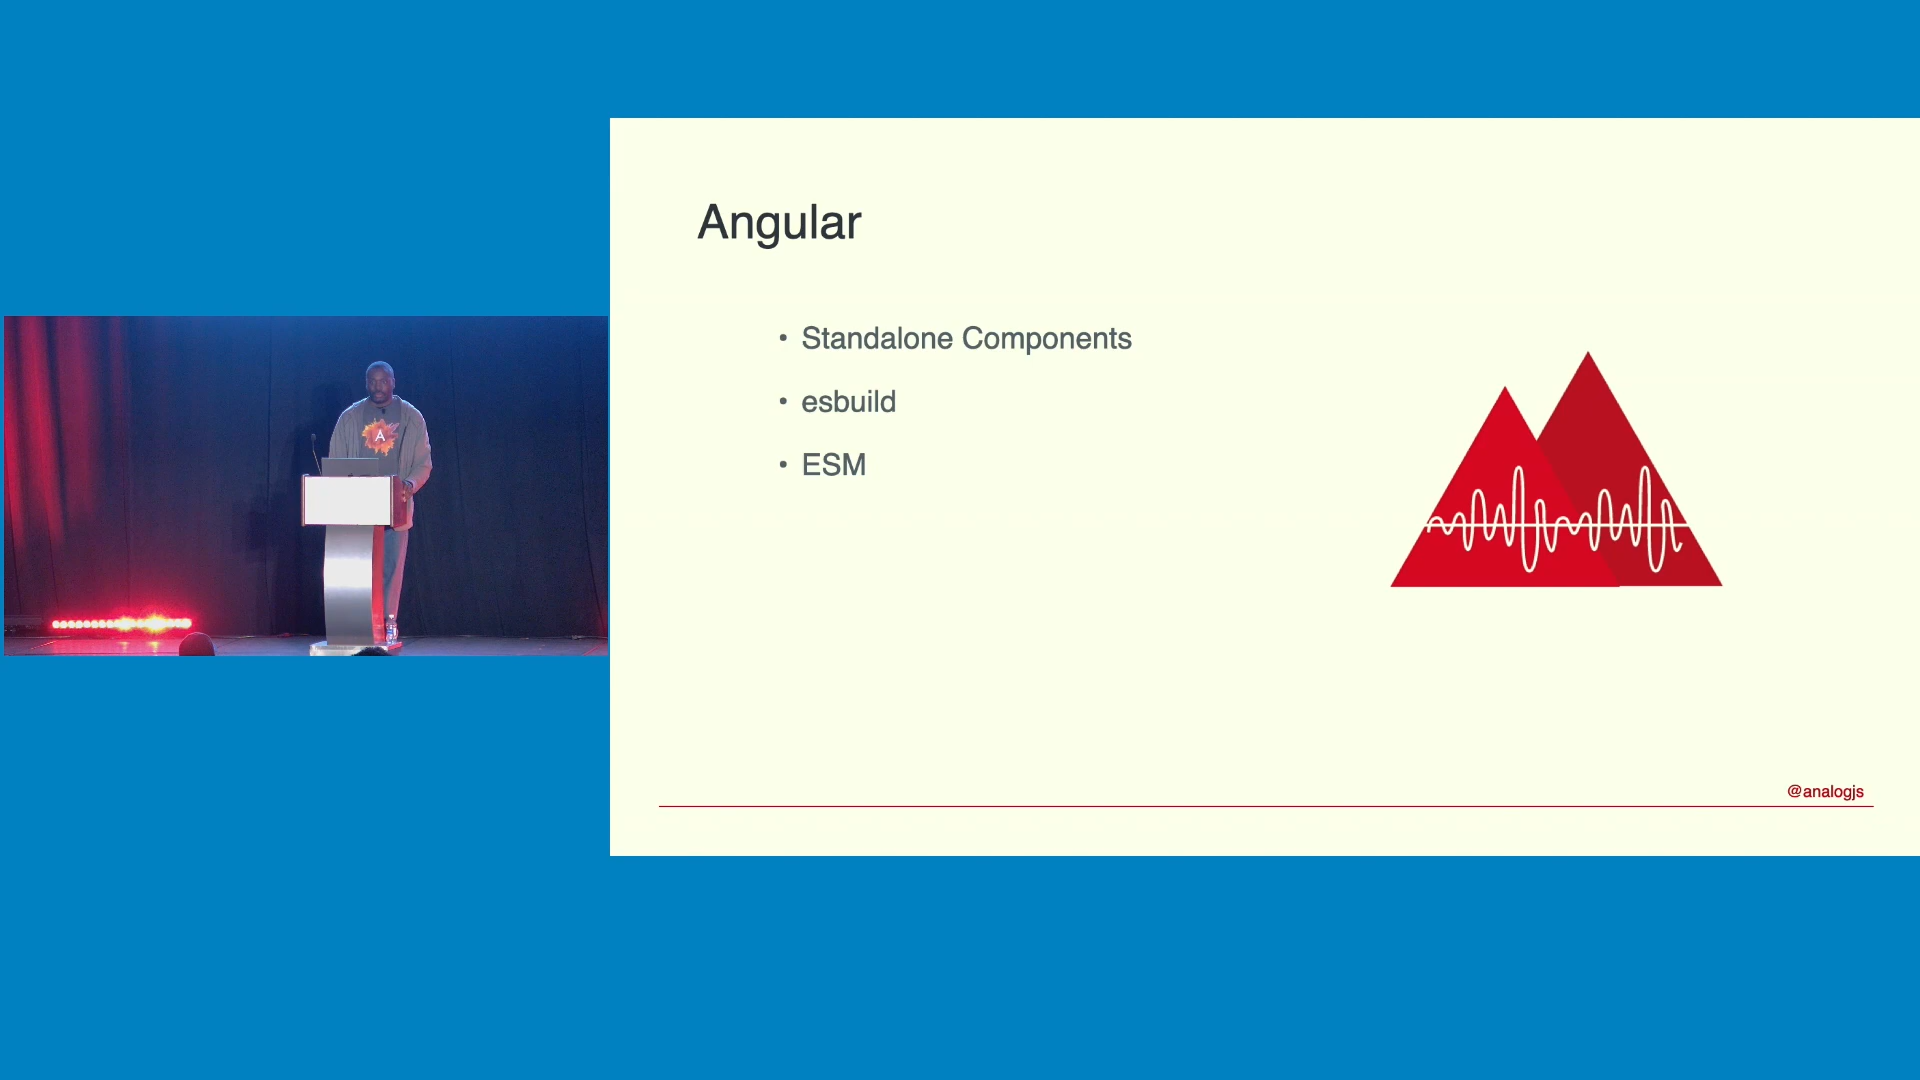 Angular
• Standalone Components
• esbuild
• ESM
@analogjs
A